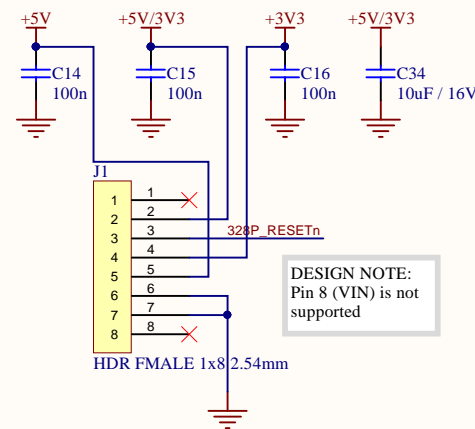 +5V +5V/3V3 +3V3 +5V/3V3
C14 C15 C16 C34
100n 100n 100n 10uF / 16V
J1
1 1
2 2
3 3 328P_RESETn
4 4
5 5
6 6
7 7
8 8
DESIGN NOTE:
Pin 8 (VIN) is not
supported
HDR FMALE 1x8 2.54mm